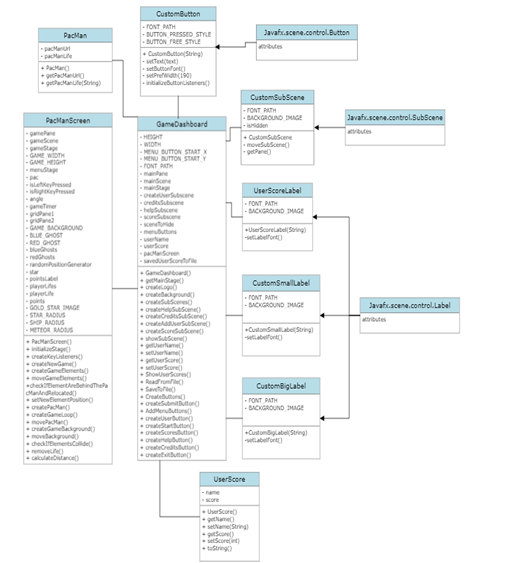 PacMan
- pacmanUrl
- pacmanLife
+ PacMan()
+ getPacmanUrl()
+ getPacmanLife(String)
CustomButton
- FONT_PATH
- BUTTON_PRESSED_STYLE
- BUTTON_FREE_STYLE
+ CustomButton(String)
- setText(text)
- setButtonFont()
- setPrefWidth(190)
- initializeButtonListeners()
Javafx.scene.control.Button
attributes
PacManScreen
- gamePane
- gameScene
- gameStage
- GAME_WIDTH
- GAME_HEIGHT
- menuStage
- pac
- isLeftKeyPressed
- isRightKeyPressed
- angle
- gameTimer
- gridPane1
- gridPane2
- GAME_BACKGROUND
- BLUE_GHOST
- RED_GHOST
- blueGhosts
- redGhosts
- randomPositionGenerator
- star
- pointsLabel
- playerLifes
- playerLife
- points
- GOLD_STAR_IMAGE
- STAR_RADIUS
- SHIP_RADIUS
- METEOR_RADIUS
+ PacManScreen()
+ initializeStage()
+ createKeyListeners()
+ createNewGame()
+ createGameElements()
+ moveGameElements()
+checkIfElementAreBehindThePa
cManAndRelocated()
+ setNewElementPosition()
+ createPacMan()
+ createGameLoop()
+ movePacMan()
+ createGameBackground()
+ moveBackground()
+ checkIfElementsCollide()
+ removeLife()
+ calculateDistance()
GameDashboard
- HEIGHT
- WIDTH
- MENU_BUTTON_START_X
- MENU_BUTTON_START_Y
- FONT_PATH
- mainPane
- mainScene
- mainStage
- createUserSubscene
- creditsSubscene
- helpSubscene
- scoreSubscene
- sceneToHide
- menuButtons
- userName
- userScore
- pacManScreen
- savedUserScoreToFile
+ GameDashboard()
+ getMainStage()
+ createLogo()
+ createBackground()
+ createSubScenes()
+ createHelpSubScene()
+ createCreditsSubScene()
+ createAddUserSubScene()
+ createScoreSubScene()
+ showSubScene()
+ getUserName()
+ setUserName()
+ getUserScore()
+ setUserScore()
+ ShowUserScores()
+ ReadFromFile()
+ SaveToFile()
+ CreateButtons()
+ createSubmitButton()
+ AddMenuButtons()
+ createUserButton()
+ createStartButton()
+ createScoresButton()
+ createHelpButton()
+ createCreditsButton()
+ createExitButton()
CustomSubScene
- FONT_PATH
- BACKGROUND_IMAGE
- isHidden
+ CustomSubScene
- moveSubScene()
- getPane()
Javafx.scene.control.SubScene
attributes
UserScoreLabel
- FONT_PATH
- BACKGROUND_IMAGE
+UserScoreLabel(String)
-setLabelFont()
CustomSmallLabel
- FONT_PATH
- BACKGROUND_IMAGE
+CustomSmallLabel(String)
-setLabelFont()
Javafx.scene.control.Label
attributes
CustomBigLabel
- FONT_PATH
- BACKGROUND_IMAGE
+CustomBigLabel(String)
-setLabelFont()
UserScore
- name
- score
+ UserScore()
+ getName()
+ setName(String)
+ getScore()
+ setScore(int)
+ toString()